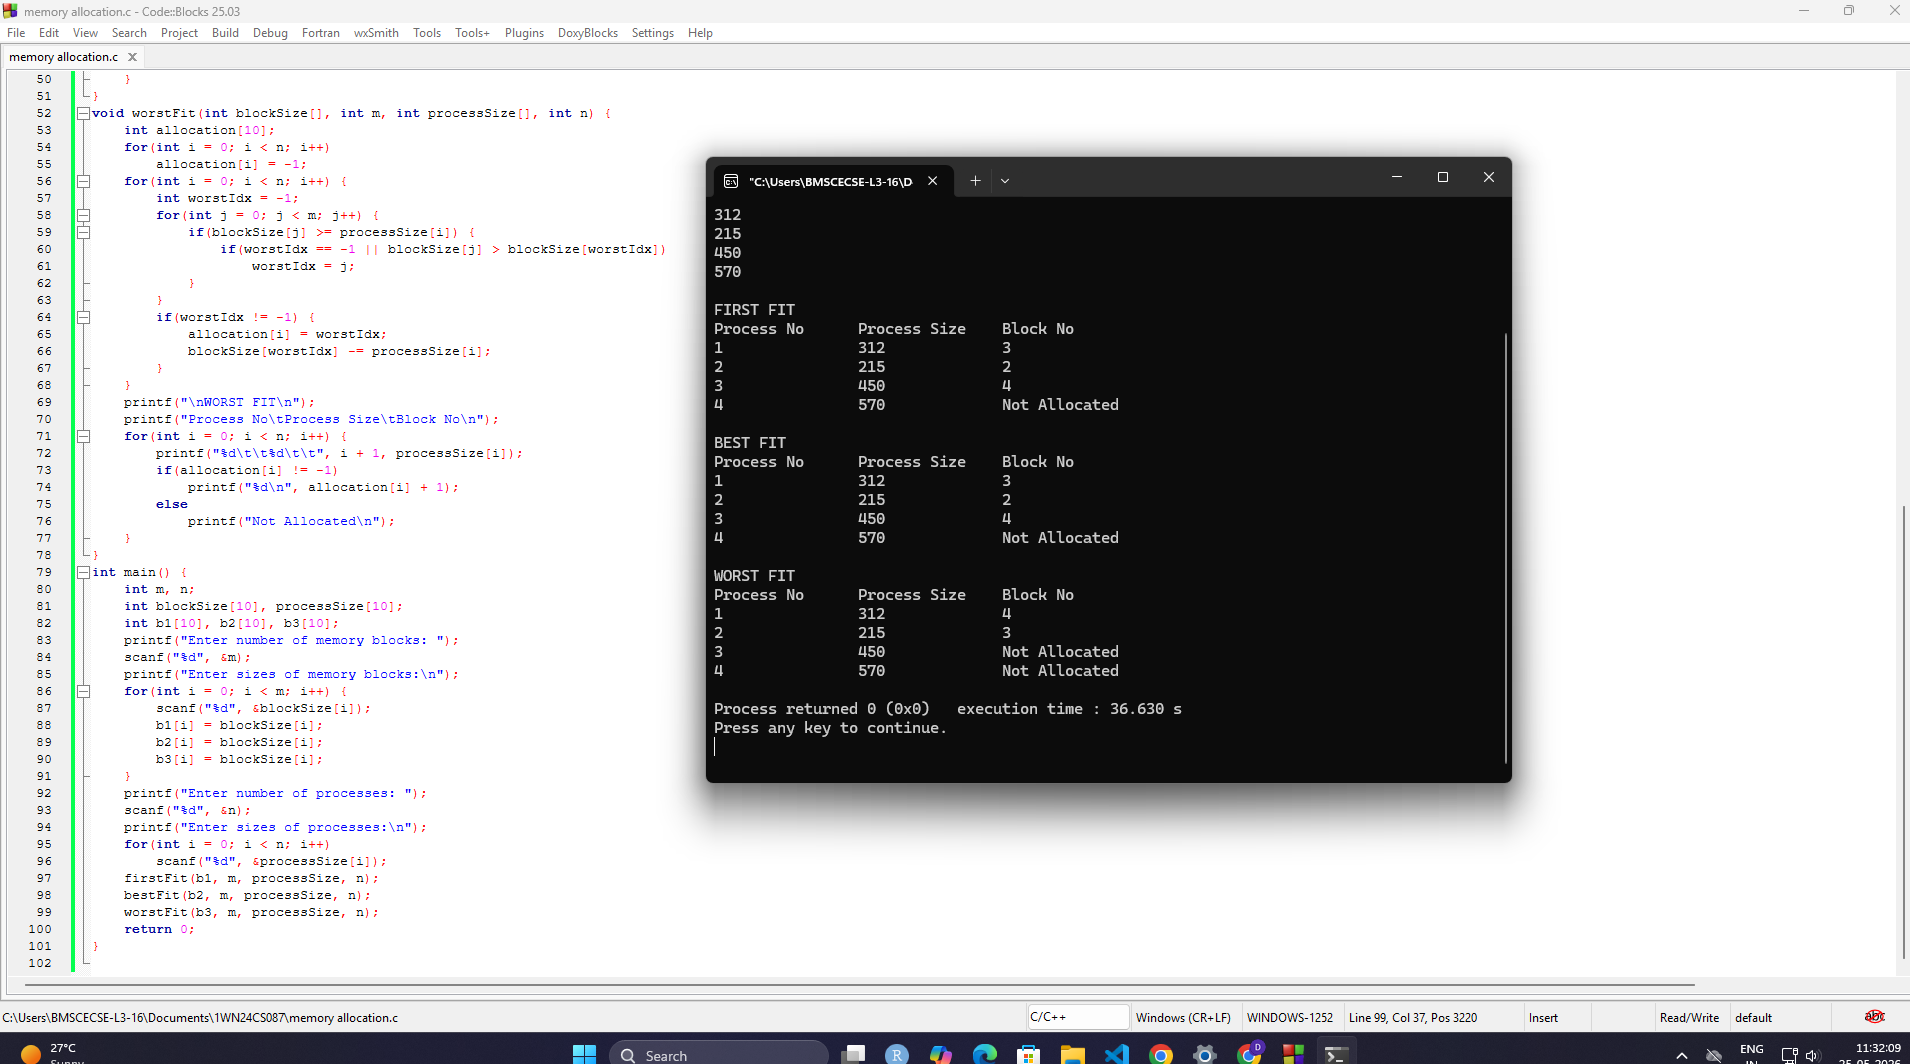 memory allocation.c - Code::Blocks 25.03
File Edit View Search Project Build Debug Fortran wxSmith Tools Tools+ Plugins DoxyBlocks Settings Help
memory allocation.c
50 }
51 }
52 void worstFit(int blockSize[], int m, int processSize[], int n) {
53 int allocation[10];
54 for(int i = 0; i < n; i++)
55 allocation[i] = -1;
56 for(int i = 0; i < n; i++) {
57 int worstIdx = -1;
58 for(int j = 0; j < m; j++) {
59 if(blockSize[j] >= processSize[i]) {
60 if(worstIdx == -1 || blockSize[j] > blockSize[worstIdx])
61 worstIdx = j;
62 }
63 }
64 if(worstIdx != -1) {
65 allocation[i] = worstIdx;
66 blockSize[worstIdx] -= processSize[i];
67 }
68 }
69 printf("\nWORST FIT\n");
70 printf("Process No\tProcess Size\tBlock No\n");
71 for(int i = 0; i < n; i++) {
72 printf("%d\t\t%d\t\t", i + 1, processSize[i]);
73 if(allocation[i] != -1)
74 printf("%d\n", allocation[i] + 1);
75 else
76 printf("Not Allocated\n");
77 }
78 }
79 int main() {
80 int m, n;
81 int blockSize[10], processSize[10];
82 int b1[10], b2[10], b3[10];
83 printf("Enter number of memory blocks: ");
84 scanf("%d", &m);
85 printf("Enter sizes of memory blocks:\n");
86 for(int i = 0; i < m; i++) {
87 scanf("%d", &blockSize[i]);
88 b1[i] = blockSize[i];
89 b2[i] = blockSize[i];
90 b3[i] = blockSize[i];
91 }
92 printf("Enter number of processes: ");
93 scanf("%d", &n);
94 printf("Enter sizes of processes:\n");
95 for(int i = 0; i < n; i++)
96 scanf("%d", &processSize[i]);
97 firstFit(b1, m, processSize, n);
98 bestFit(b2, m, processSize, n);
99 worstFit(b3, m, processSize, n);
100 return 0;
101 }
102
"C:\Users\BMSCECSE-L3-16\D
312
215
450
570
FIRST FIT
Process No Process Size Block No
1 312 3
2 215 2
3 450 4
4 570 Not Allocated
BEST FIT
Process No Process Size Block No
1 312 3
2 215 2
3 450 4
4 570 Not Allocated
WORST FIT
Process No Process Size Block No
1 312 4
2 215 3
3 450 Not Allocated
4 570 Not Allocated
Process returned 0 (0x0) execution time : 36.630 s
Press any key to continue.
C:\Users\BMSCECSE-L3-16\Documents\1WN24CS087\memory allocation.c C/C++ Windows (CR+LF) WINDOWS-1252 Line 99, Col 37, Pos 3220 Insert Read/Write default abc
27°C Search ENG 11:32:09